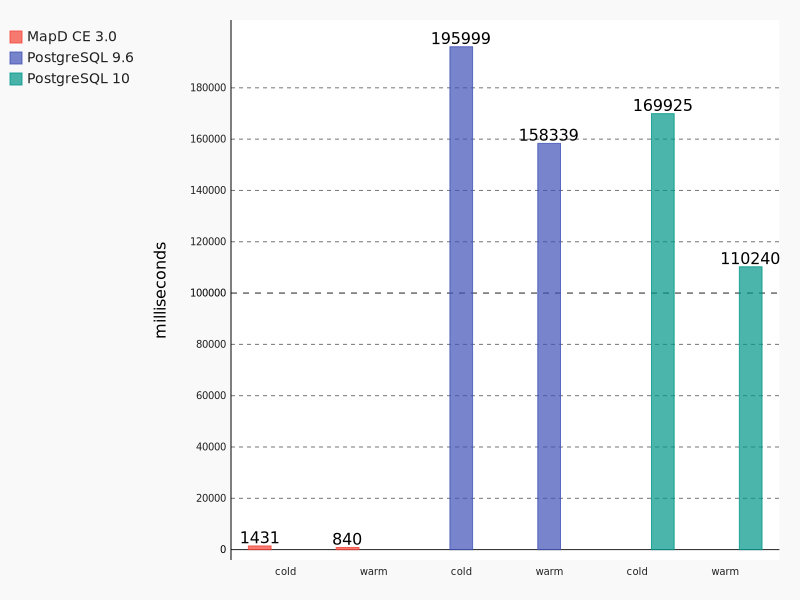 MapD CE 3.0
PostgreSQL 9.6
PostgreSQL 10
milliseconds
180000
160000
140000
120000
100000
80000
60000
40000
20000
0
1431
840
195999
158339
169925
110240
cold
warm
cold
warm
cold
warm